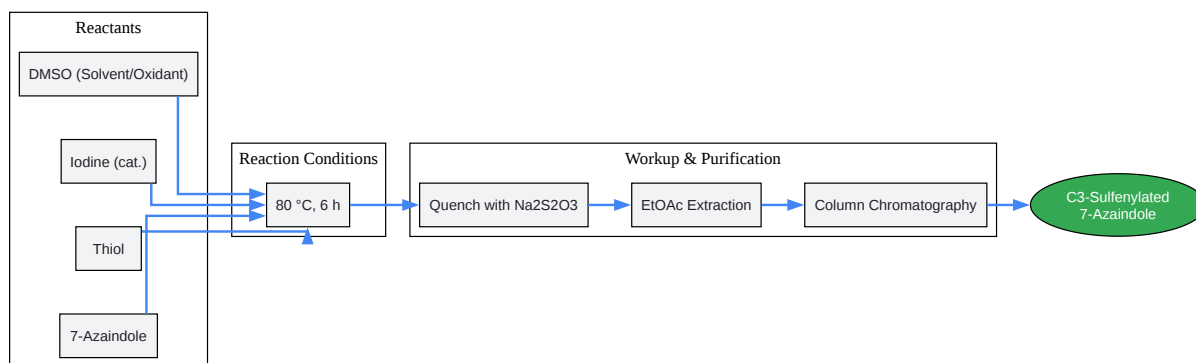 Reactants
DMSO (Solvent/Oxidant)
Iodine (cat.)
Thiol
7-Azaindole
Reaction Conditions
80 °C, 6 h
Workup & Purification
Quench with Na2S2O3
EtOAc Extraction
Column Chromatography
C3-Sulfenylated
7-Azaindole